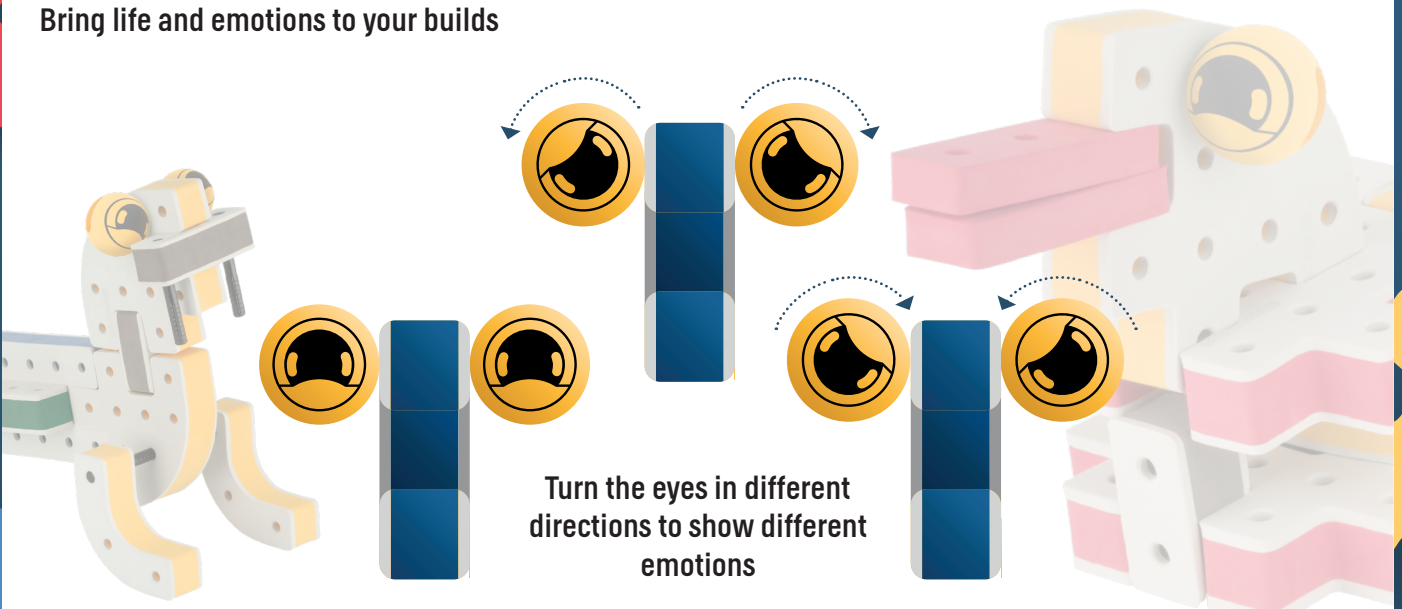 Bring life and emotions to your builds
Turn the eyes in different
directions to show different
emotions